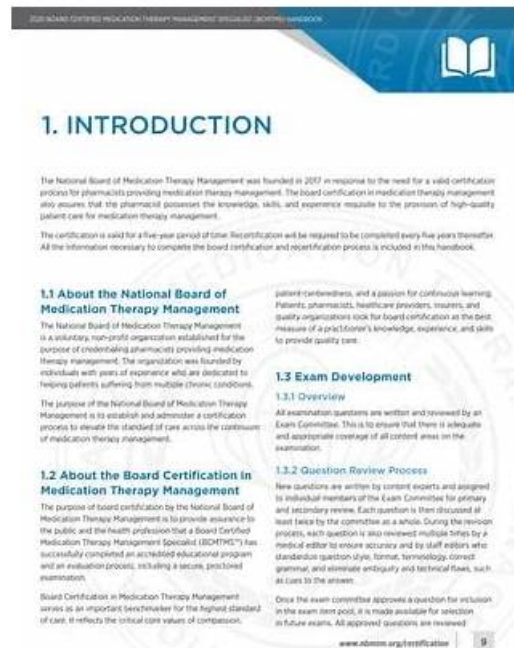 2020 BOARD CERTIFIED MEDICATION THERAPY MANAGEMENT SPECIALIST (BCMTMS) HANDBOOK
1. INTRODUCTION
The National Board of Medication Therapy Management was founded in 2017 in response to the need for a valid certification
process for pharmacists providing medication therapy management. The board certification in medication therapy management
also assures that the pharmacist possesses the knowledge, skills, and experience requisite to the provision of high-quality
patient care for medication therapy management.
The certification is valid for a five-year period of time. Recertification will be required to be completed every five years thereafter.
All the information necessary to complete the board certification and recertification process is included in this handbook.
1.1 About the National Board of
Medication Therapy Management
The National Board of Medication Therapy Management
is a voluntary, non-profit organization established for the
purpose of credentialing pharmacists providing medication
therapy management. The organization was founded by
individuals with years of experience who are dedicated to
helping patients suffering from multiple chronic conditions.
The purpose of the National Board of Medication Therapy
Management is to establish and administer a certification
process to elevate the standard of care across the continuum
of medication therapy management.
1.2 About the Board Certification in
Medication Therapy Management
The purpose of board certification by the National Board of
Medication Therapy Management is to provide assurance to
the public and the health profession that a Board Certified
Medication Therapy Management Specialist (BCMTMS™) has
successfully completed an accredited educational program
and an evaluation process, including a secure, proctored
examination.
Board Certification in Medication Therapy Management
serves as an important benchmarker for the highest standard
of care. It reflects the critical core values of compassion,
patient-centeredness, and a passion for continuous learning.
Patients, pharmacists, healthcare providers, insurers, and
quality organizations look for board certification as the best
measure of a practitioner's knowledge, experience, and skills
to provide quality care.
1.3 Exam Development
1.3.1 Overview
All examination questions are written and reviewed by an
Exam Committee. This is to ensure that there is adequate
and appropriate coverage of all content areas on the
examination.
1.3.2 Question Review Process
New questions are written by content experts and assigned
to individual members of the Exam Committee for primary
and secondary review. Each question is then discussed at
least twice by the committee as a whole. During the revision
process, each question is also reviewed multiple times by a
medical editor to ensure accuracy and by staff editors who
standardize question style, format, terminology, correct
grammar, and eliminate ambiguity and technical flaws, such
as cues to the answer.
Once the exam committee approves a question for inclusion
in the exam item pool, it is made available for selection
in future exams. All approved questions are reviewed
www.nbmtm.org/certification
9